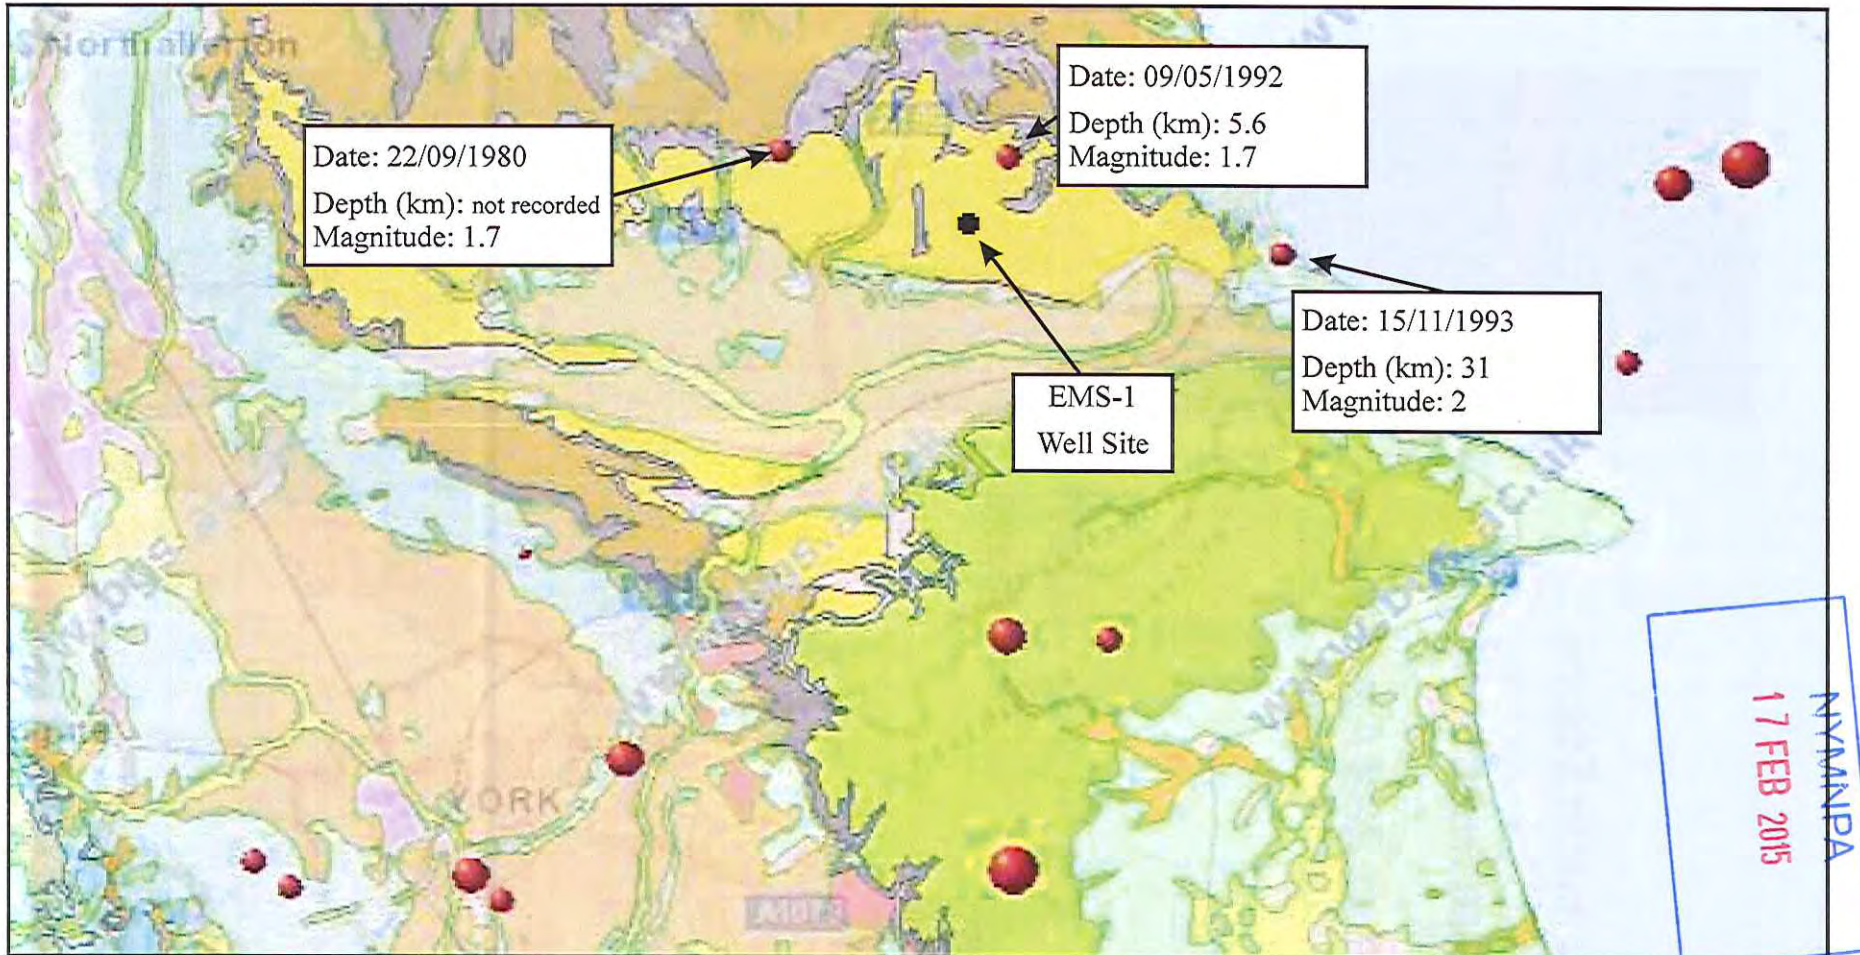 Northallerton
Date: 09/05/1992
Depth (km): 5.6
Magnitude: 1.7
Date: 22/09/1980
Depth (km): not recorded
Magnitude: 1.7
Date: 15/11/1993
Depth (km): 31
Magnitude: 2
EMS-1
Well Site
YORK
NYMNPA
17 FEB 2015